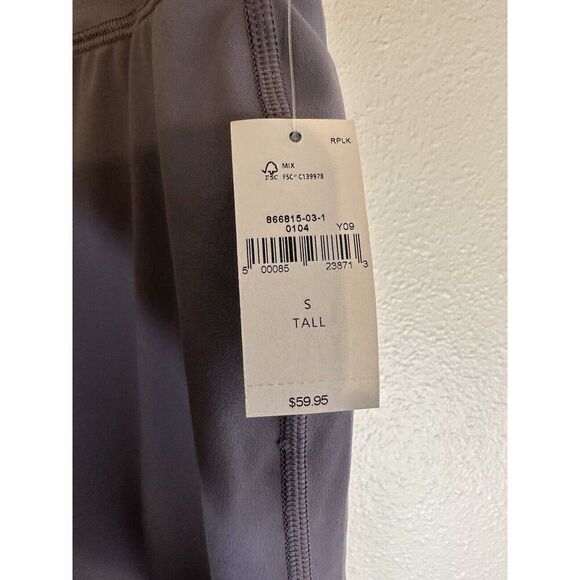 RPLK
MIX
FSC FSC® C139978
866815-03-1
0104 Y09
5 00085 23871 3
S
TALL
$59.95